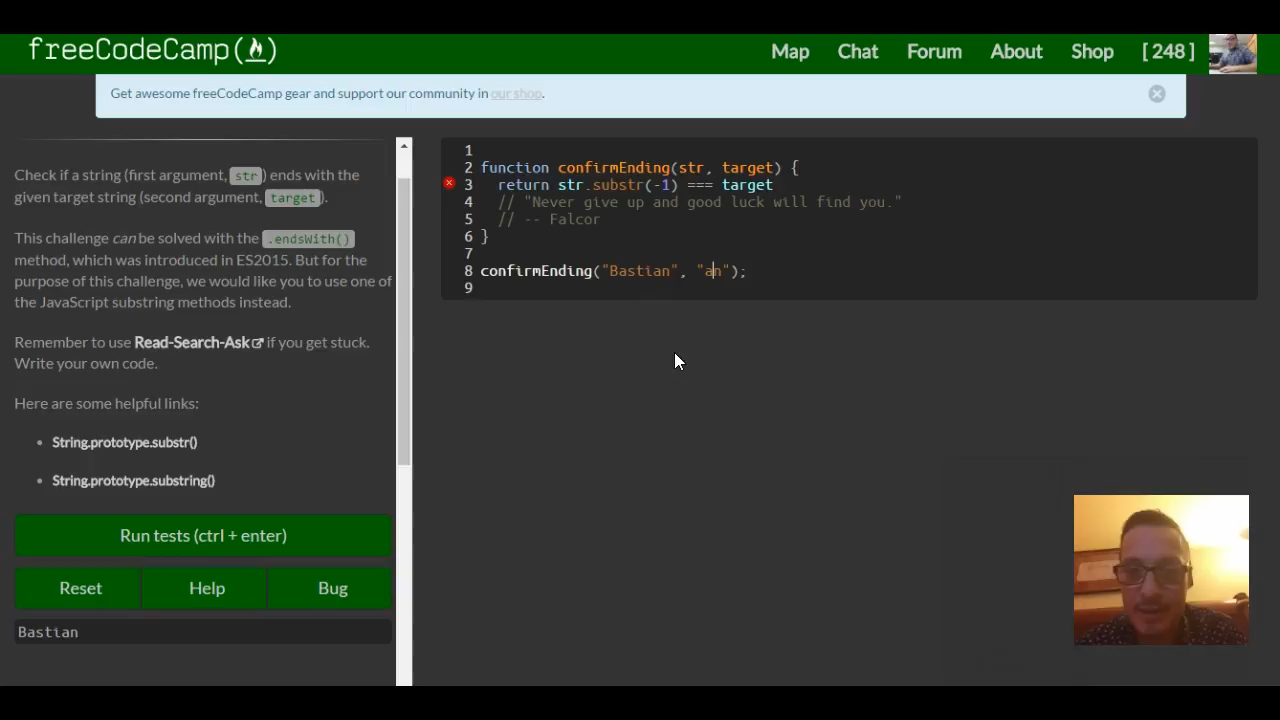 freeCodeCamp(🔥)
Map Chat Forum About Shop [ 248 ]
Get awesome freeCodeCamp gear and support our community in our shop.
Check if a string (first argument, str ) ends with the
given target string (second argument, target ).
This challenge can be solved with the .endsWith()
method, which was introduced in ES2015. But for the
purpose of this challenge, we would like you to use one of
the JavaScript substring methods instead.
Remember to use Read-Search-Ask if you get stuck.
Write your own code.
Here are some helpful links:
• String.prototype.substr()
• String.prototype.substring()
Run tests (ctrl + enter)
Reset Help Bug
Bastian
1
2 function confirmEnding(str, target) {
3 return str.substr(-1) === target
4 // "Never give up and good luck will find you."
5 // -- Falcor
6 }
7
8 confirmEnding("Bastian", "an");
9